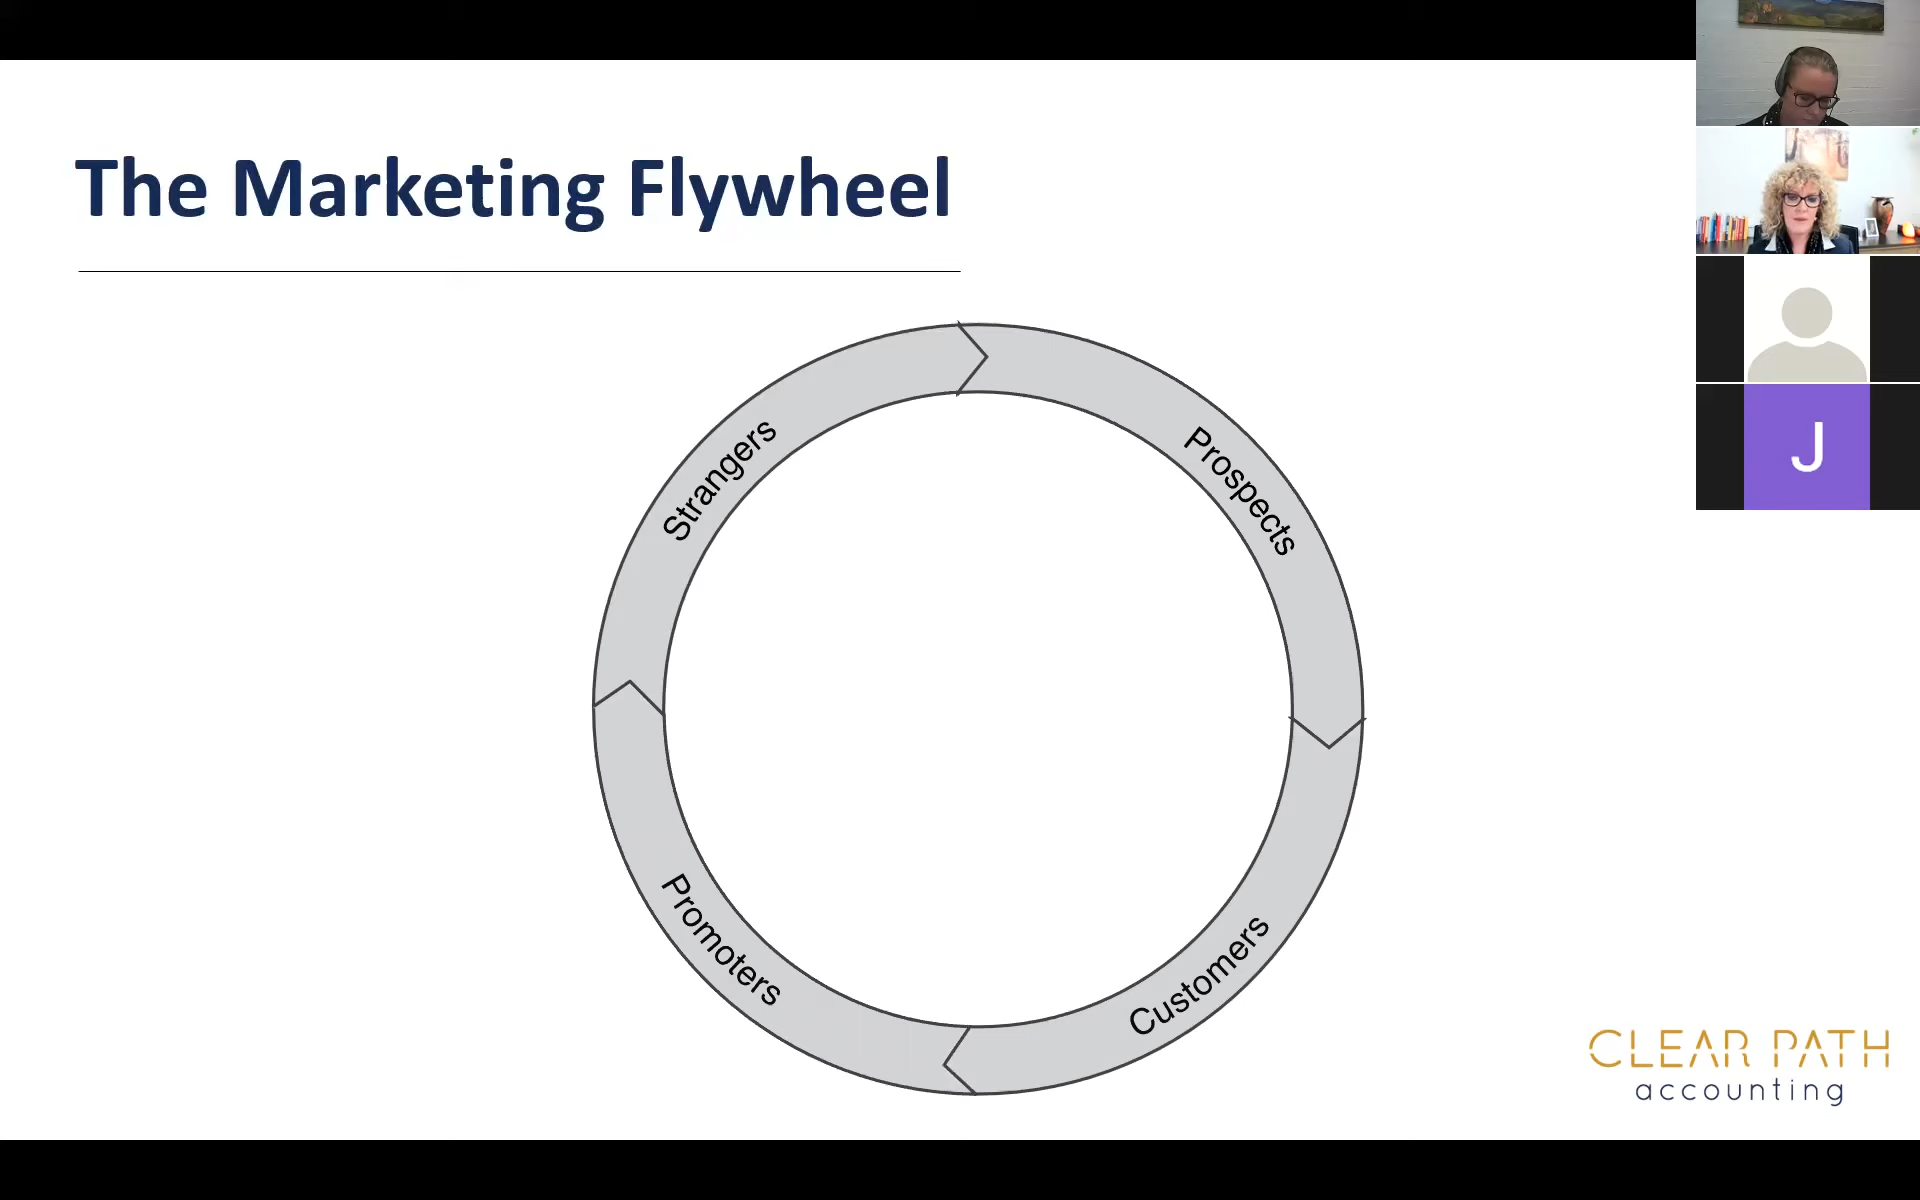 The Marketing Flywheel
Strangers
Prospects
Promoters
Customers
J
CLEAR PATH
accounting